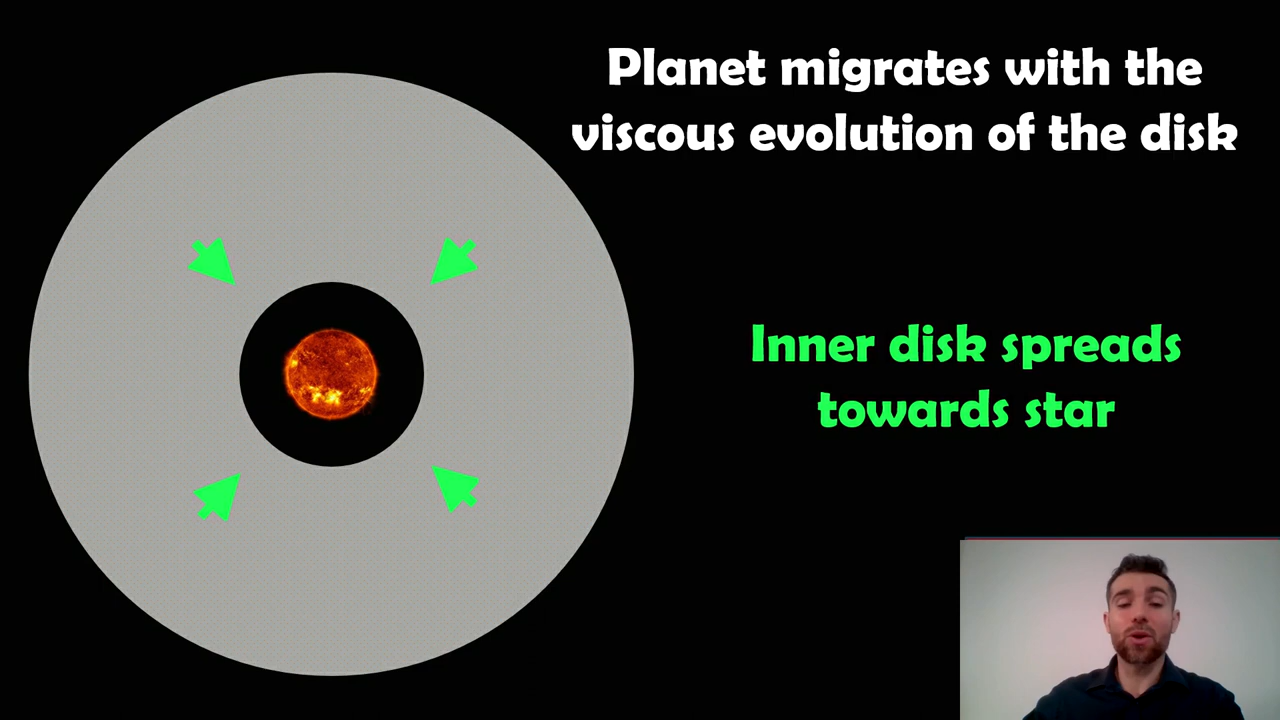 Planet migrates with the
viscous evolution of the disk
Inner disk spreads
towards star